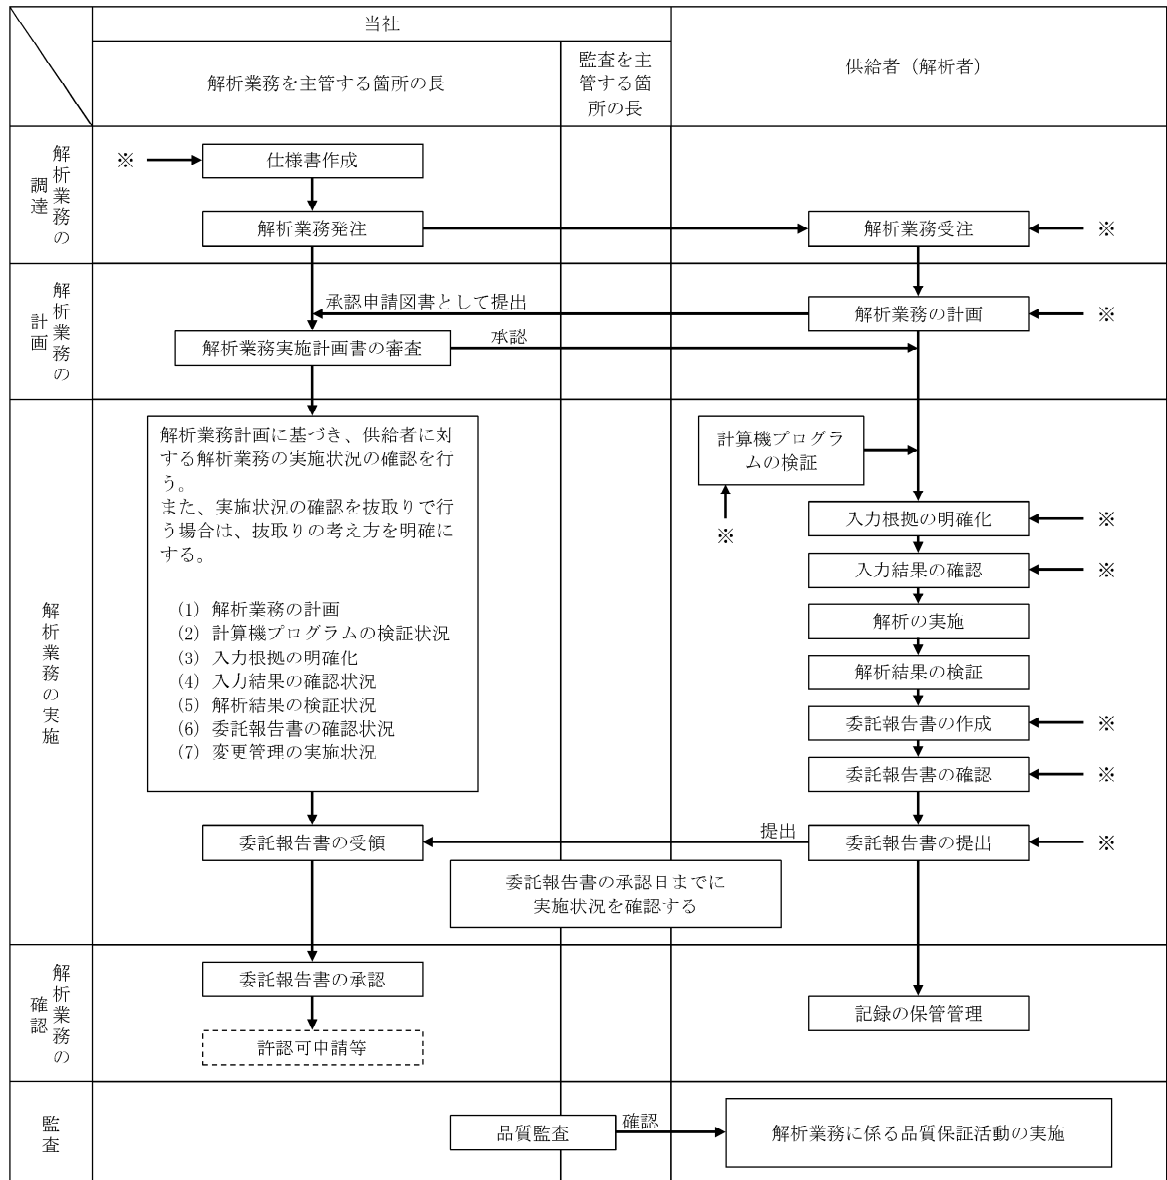 当社
解析業務を主管する箇所の長
監査を主
管する箇
所の長
供給者（解析者）
解析業務の
調達
※
仕様書作成
解析業務発注
解析業務受注
※
解析業務の
計画
承認申請図書として提出
解析業務の計画
※
解析業務実施計画書の審査
承認
解析業務の実施
解析業務計画に基づき、供給者に対
する解析業務の実施状況の確認を行
う。
また、実施状況の確認を抜取りで行
う場合は、抜取りの考え方を明確に
する。
(1) 解析業務の計画
(2) 計算機プログラムの検証状況
(3) 入力根拠の明確化
(4) 入力結果の確認状況
(5) 解析結果の検証状況
(6) 委託報告書の確認状況
(7) 変更管理の実施状況
計算機プログラ
ムの検証
※
入力根拠の明確化
※
入力結果の確認
※
解析の実施
解析結果の検証
委託報告書の作成
※
委託報告書の確認
※
委託報告書の受領
提出
委託報告書の提出
※
委託報告書の承認日までに
実施状況を確認する
解析業務の
確認
委託報告書の承認
記録の保管管理
許認可申請等
監査
品質監査
確認
解析業務に係る品質保証活動の実施